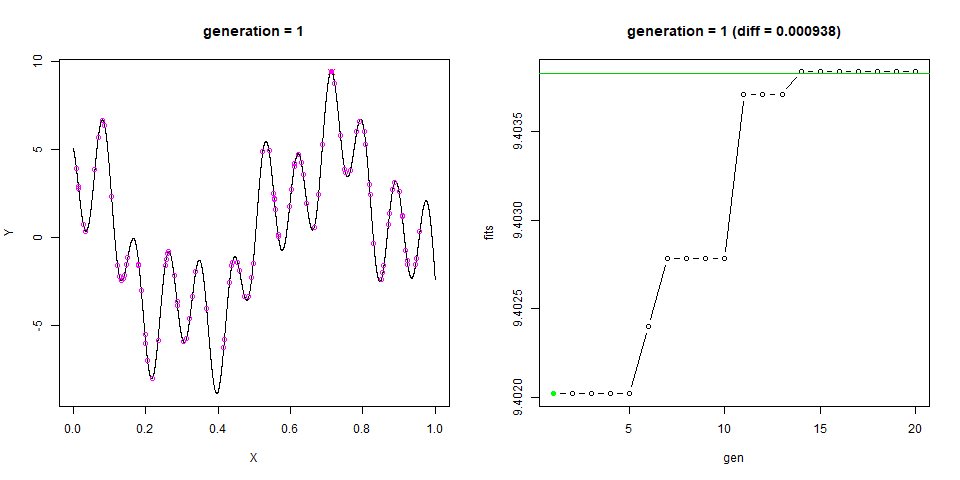 generation = 1
Y
10
5
0
-5
0.0 0.2 0.4 0.6 0.8 1.0
X
generation = 1 (diff = 0.000938)
fits
9.4035
9.4030
9.4025
9.4020
5 10 15 20
gen